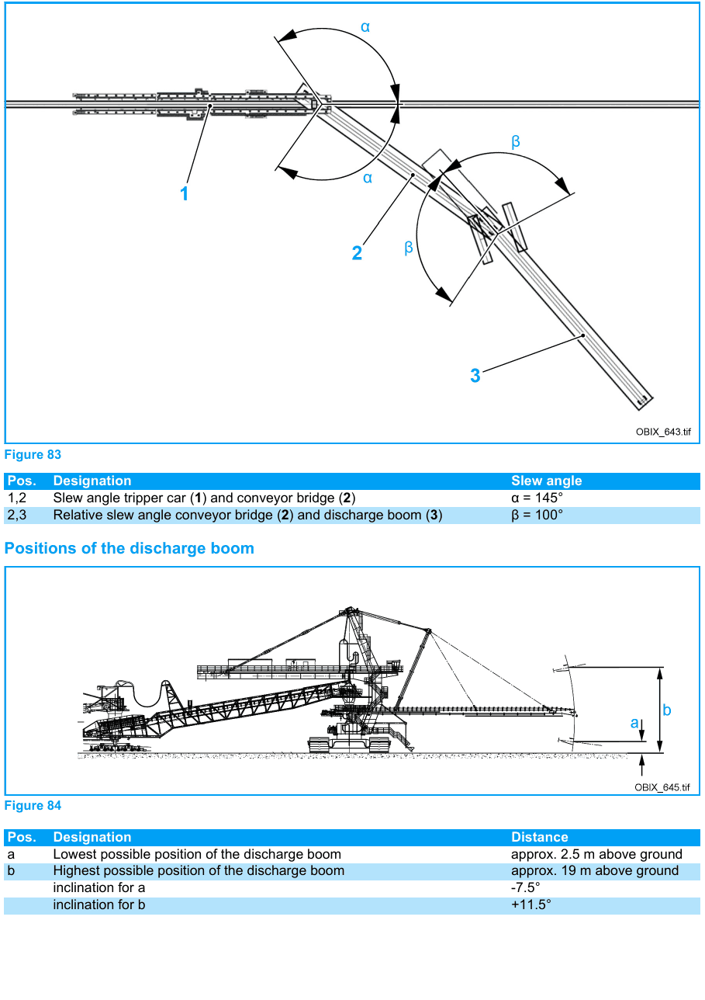 α
β
1
α
2
β
3
OBIX_643.tif
Figure 83
Pos. Designation Slew angle
1,2 Slew angle tripper car (1) and conveyor bridge (2) α = 145°
2,3 Relative slew angle conveyor bridge (2) and discharge boom (3) β = 100°
Positions of the discharge boom
b
a
OBIX_645.tif
Figure 84
Pos. Designation Distance
a Lowest possible position of the discharge boom approx. 2.5 m above ground
b Highest possible position of the discharge boom approx. 19 m above ground
inclination for a -7.5°
inclination for b +11.5°